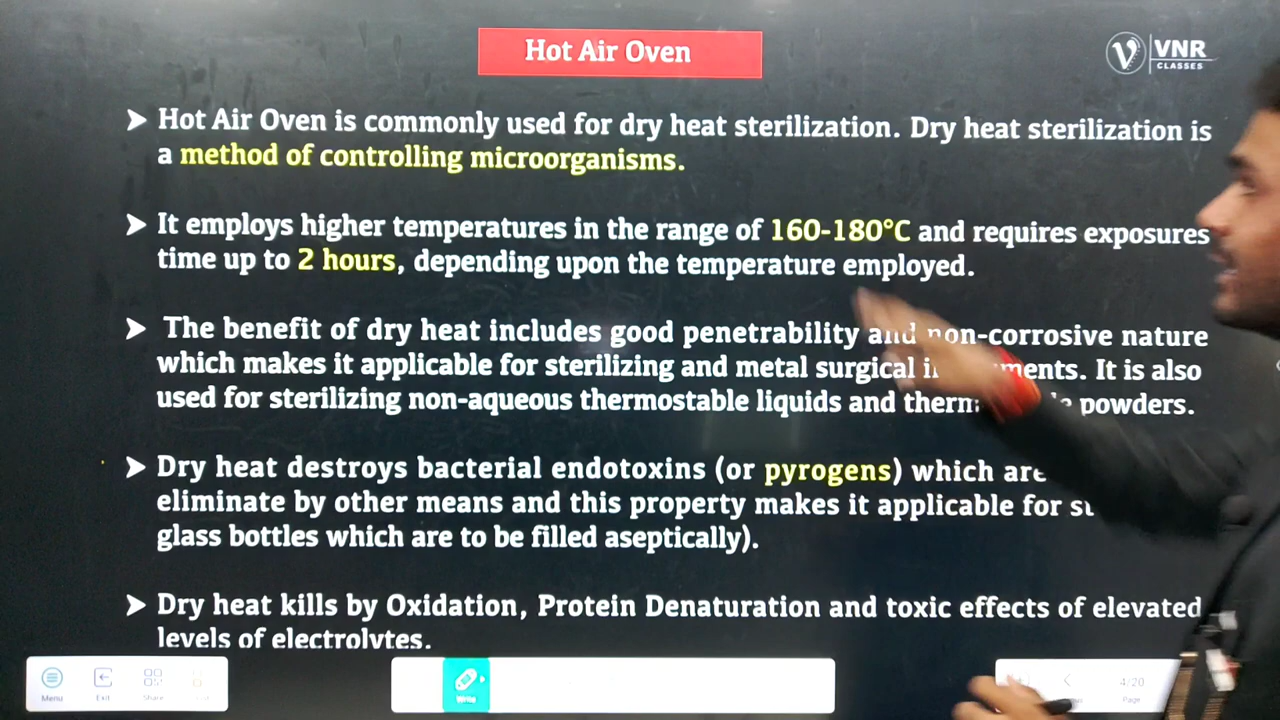 Hot Air Oven
VNR
CLASSES
➤ Hot Air Oven is commonly used for dry heat sterilization. Dry heat sterilization is
a method of controlling microorganisms.
➤ It employs higher temperatures in the range of 160-180°C and requires exposures
time up to 2 hours, depending upon the temperature employed.
➤ The benefit of dry heat includes good penetrability and non-corrosive nature
which makes it applicable for sterilizing and metal surgical
It is also
used for sterilizing non-aqueous thermostable liquids and
powders.
➤ Dry heat destroys bacterial endotoxins (or pyrogens) which are
eliminate by other means and this property makes it applicable for
glass bottles which are to be filled aseptically).
➤ Dry heat kills by Oxidation, Protein Denaturation and toxic effects of elevated
levels of electrolytes.
Menu
Exit
Share
Write
4/20
Page